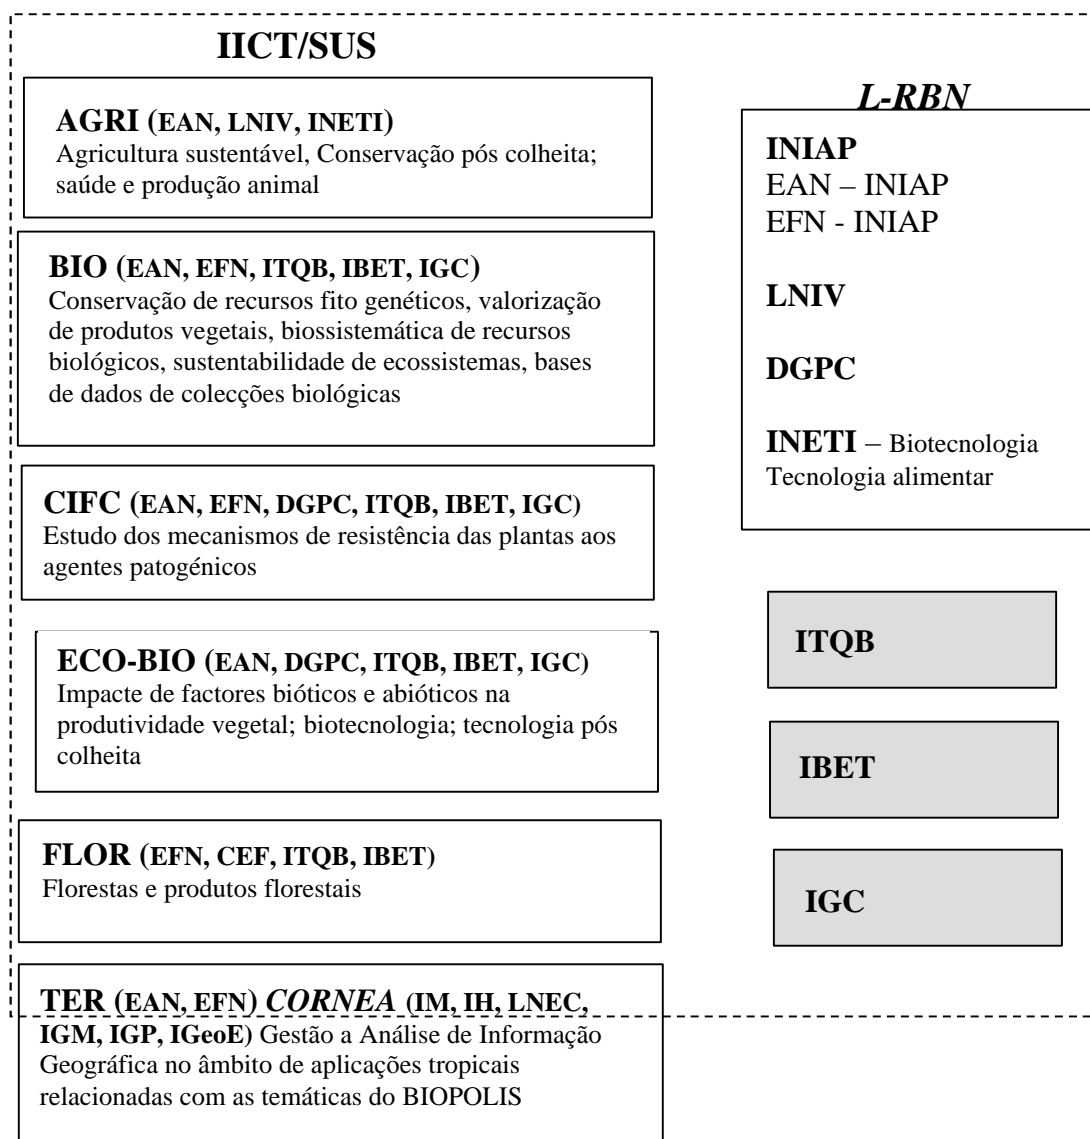 IICT/SUS
AGRI (EAN, LNIV, INETI)
Agricultura sustentável, Conservação pós colheita;
saúde e produção animal
BIO (EAN, EFN, ITQB, IBET, IGC)
Conservação de recursos fito genéticos, valorização
de produtos vegetais, biossistemática de recursos
biológicos, sustentabilidade de ecossistemas, bases
de dados de colecções biológicas
CIFC (EAN, EFN, DGPC, ITQB, IBET, IGC)
Estudo dos mecanismos de resistência das plantas aos
agentes patogénicos
ECO-BIO (EAN, DGPC, ITQB, IBET, IGC)
Impacte de factores bióticos e abióticos na
produtividade vegetal; biotecnologia; tecnologia pós
colheita
FLOR (EFN, CEF, ITQB, IBET)
Florestas e produtos florestais
TER (EAN, EFN) CORNEA (IM, IH, LNEC,
IGM, IGP, IGeoE) Gestão a Análise de Informação
Geográfica no âmbito de aplicações tropicais
relacionadas com as temáticas do BIOPOLIS
L-RBN
INIAP
EAN – INIAP
EFN - INIAP
LNIV
DGPC
INETI – Biotecnologia
Tecnologia alimentar
ITQB
IBET
IGC